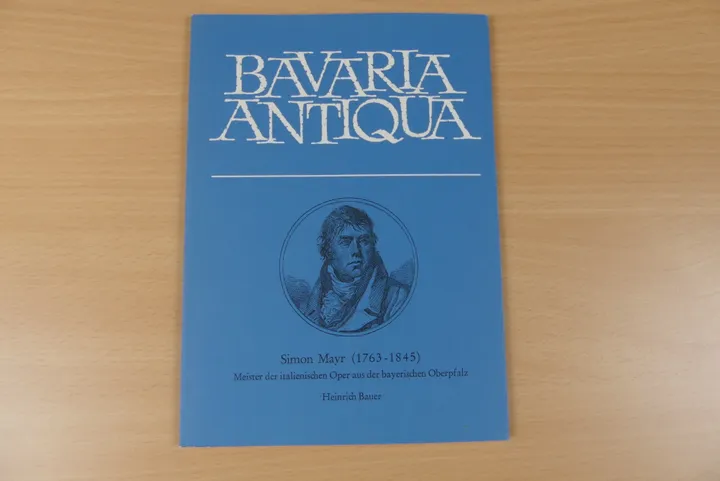 BAVARIA
ANTIQUA
Simon Mayr (1763-1845)
Meister der italienischen Oper aus der bayerischen Oberpfalz
Heinrich Bauer